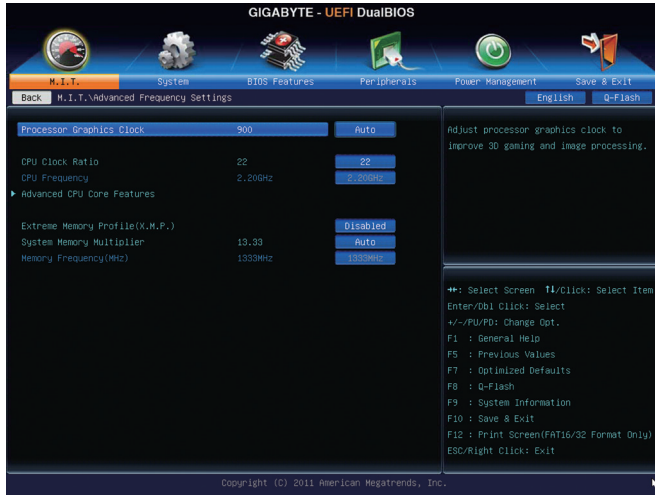 GIGABYTE - UEFI DualBIOS
M.I.T. System BIOS Features Peripherals Power Management Save & Exit
Back M.I.T.\Advanced Frequency Settings English Q-Flash
Processor Graphics Clock 900 Auto
CPU Clock Ratio 22 22
CPU Frequency 2.20GHz 2.20GHz
Advanced CPU Core Features
Extreme Memory Profile(X.M.P.) Disabled
System Memory Multiplier 13.33 Auto
Memory Frequency(MHz) 1333MHz 1333MHz
Adjust processor graphics clock to
improve 3D gaming and image processing.
→←: Select Screen ↑↓/Click: Select Item
Enter/Dbl Click: Select
+/-/PU/PD: Change Opt.
F1 : General Help
F5 : Previous Values
F7 : Optimized Defaults
F8 : Q-Flash
F9 : System Information
F10 : Save & Exit
F12 : Print Screen(FAT16/32 Format Only)
ESC/Right Click: Exit
Copyright (C) 2011 American Megatrends, Inc.